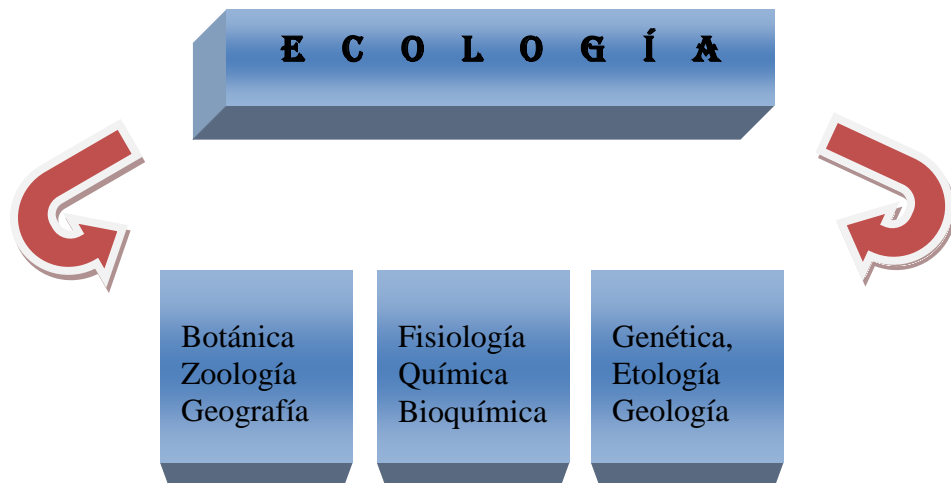 E C O L O G Í A
Botánica
Zoología
Geografía
Fisiología
Química
Bioquímica
Genética,
Etología
Geología